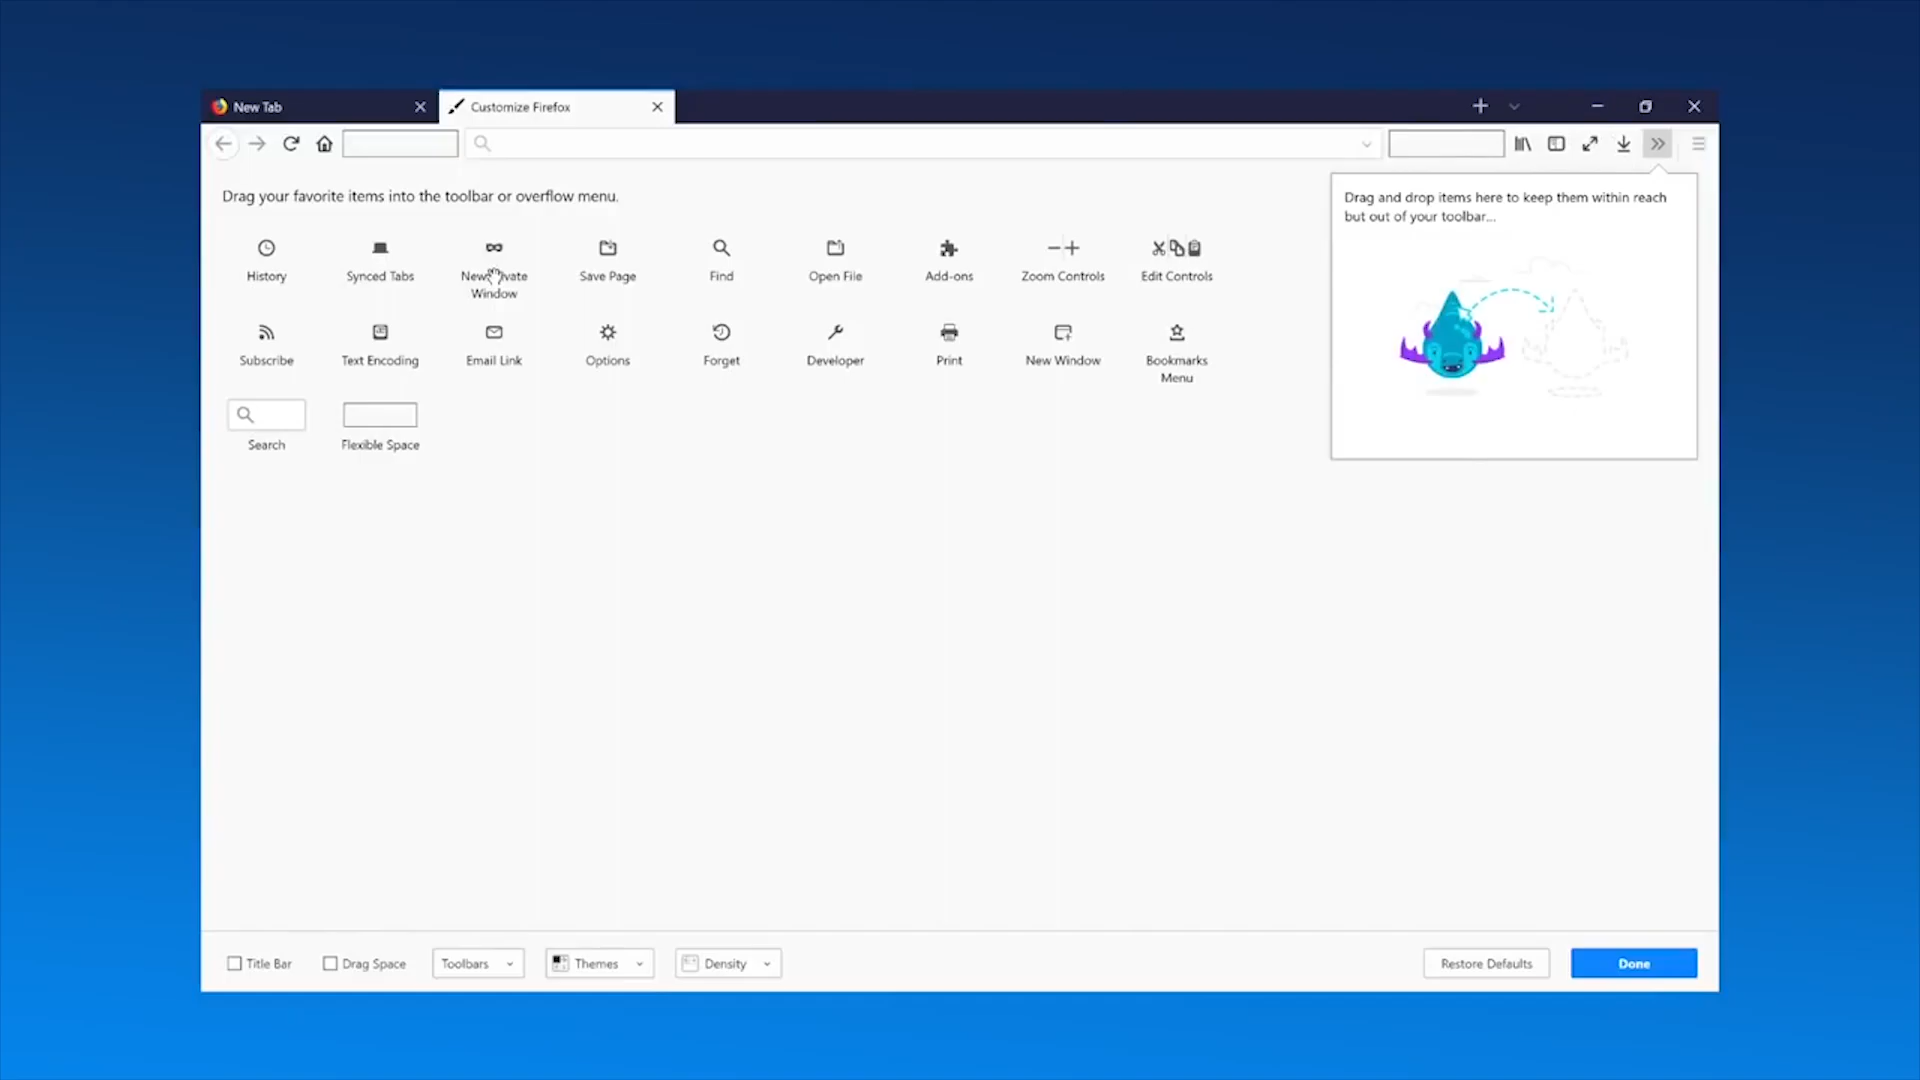 New Tab
Customize Firefox
Drag your favorite items into the toolbar or overflow menu.
Drag and drop items here to keep them within reach
but out of your toolbar...
History
Synced Tabs
Window
Save Page
Find
Open File
Add-ons
Zoom Controls
Edit Controls
Subscribe
Text Encoding
Email Link
Options
Forget
Developer
Print
New Window
Bookmarks
Menu
Search
Flexible Space
Title Bar
Drag Space
Toolbars
Themes
Density
Restore Defaults
Done